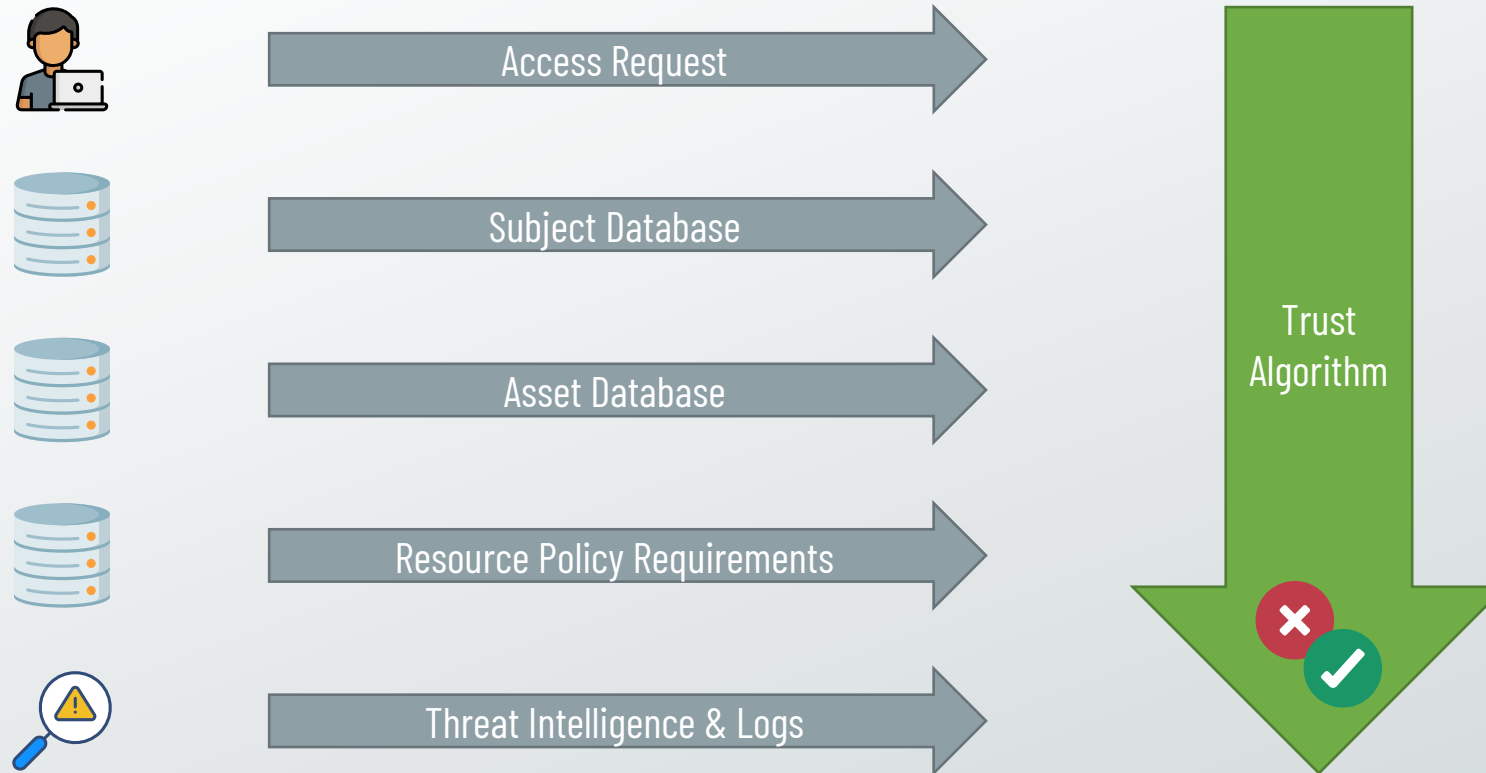 Access Request
Subject Database
Asset Database
Trust
Algorithm
Resource Policy Requirements
Threat Intelligence & Logs